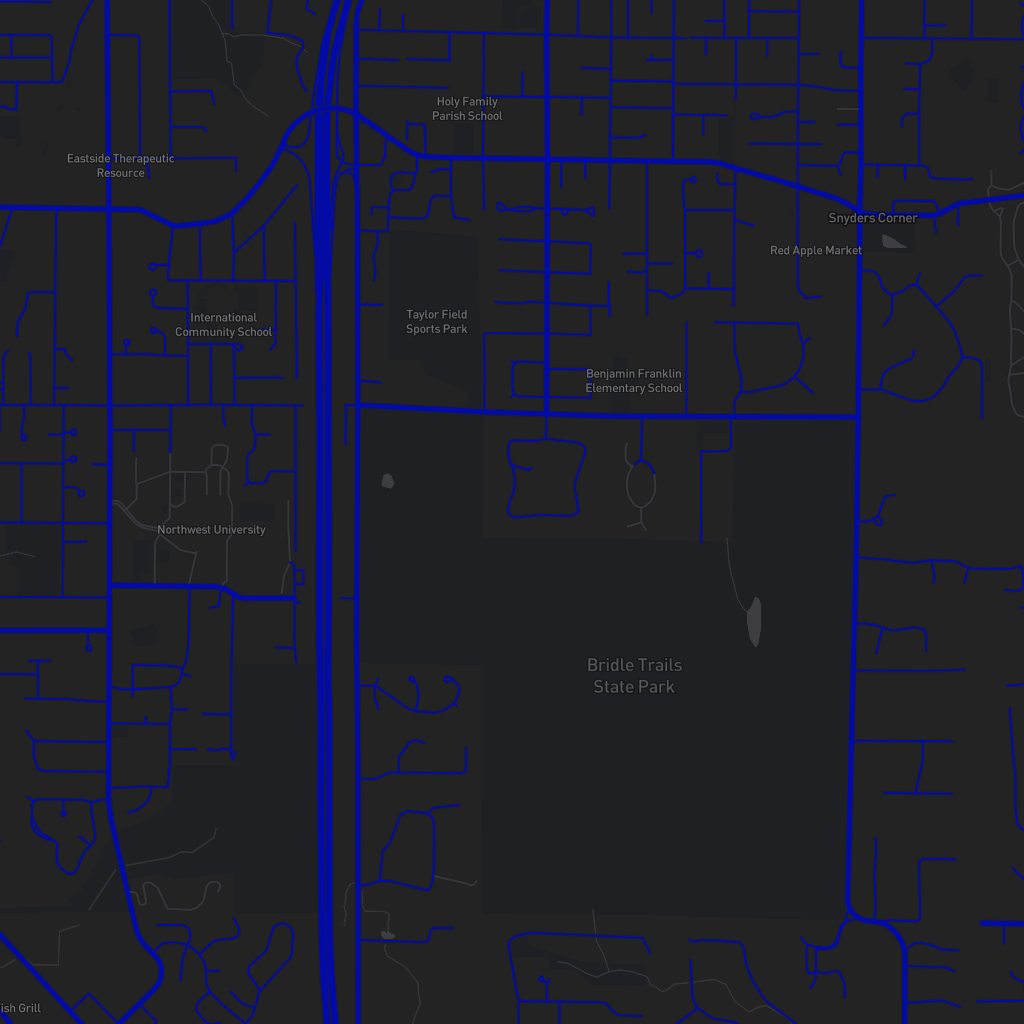 Holy Family
Parish School
Eastside Therapeutic
Resource
Snyders Corner
Red Apple Market
International
Community School
Taylor Field
Sports Park
Benjamin Franklin
Elementary School
Northwest University
Bridle Trails
State Park
ish Grill